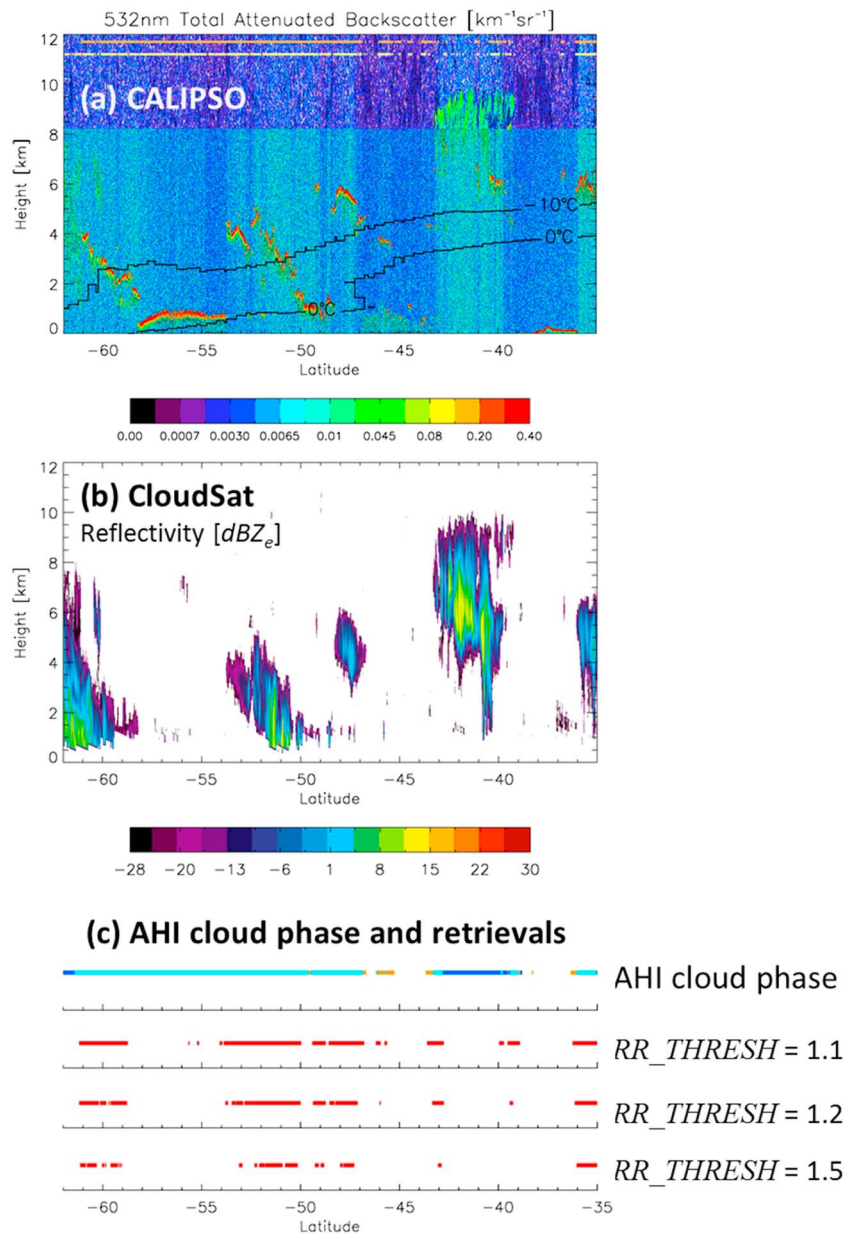 532nm Total Attenuated Backscatter [km⁻¹sr⁻¹]
12
10
8
6
4
2
0
Height [km]
(a) CALIPSO
10°C
0°C
0°C
−60 −55 −50 −45 −40
Latitude
0.00 0.0007 0.0030 0.0065 0.01 0.045 0.08 0.20 0.40
12
10
8
6
4
2
0
Height [km]
(b) CloudSat
Reflectivity [dBZₑ]
−60 −55 −50 −45 −40 −35
Latitude
−28 −20 −13 −6 1 8 15 22 30
(c) AHI cloud phase and retrievals
AHI cloud phase
RR_THRESH = 1.1
RR_THRESH = 1.2
RR_THRESH = 1.5
−60 −55 −50 −45 −40 −35
Latitude